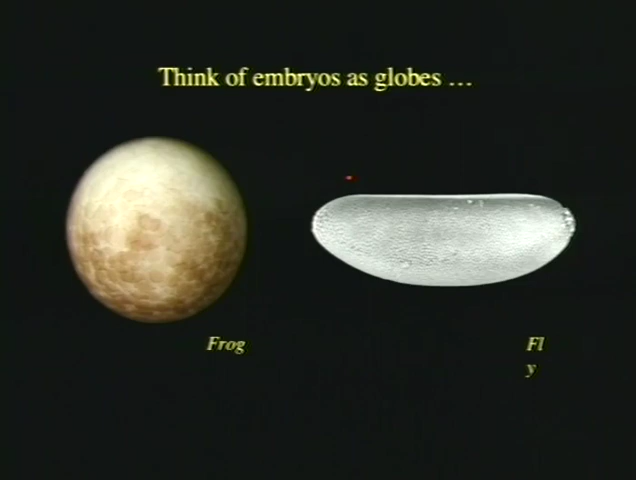 Think of embryos as globes …
Frog
Fl
y